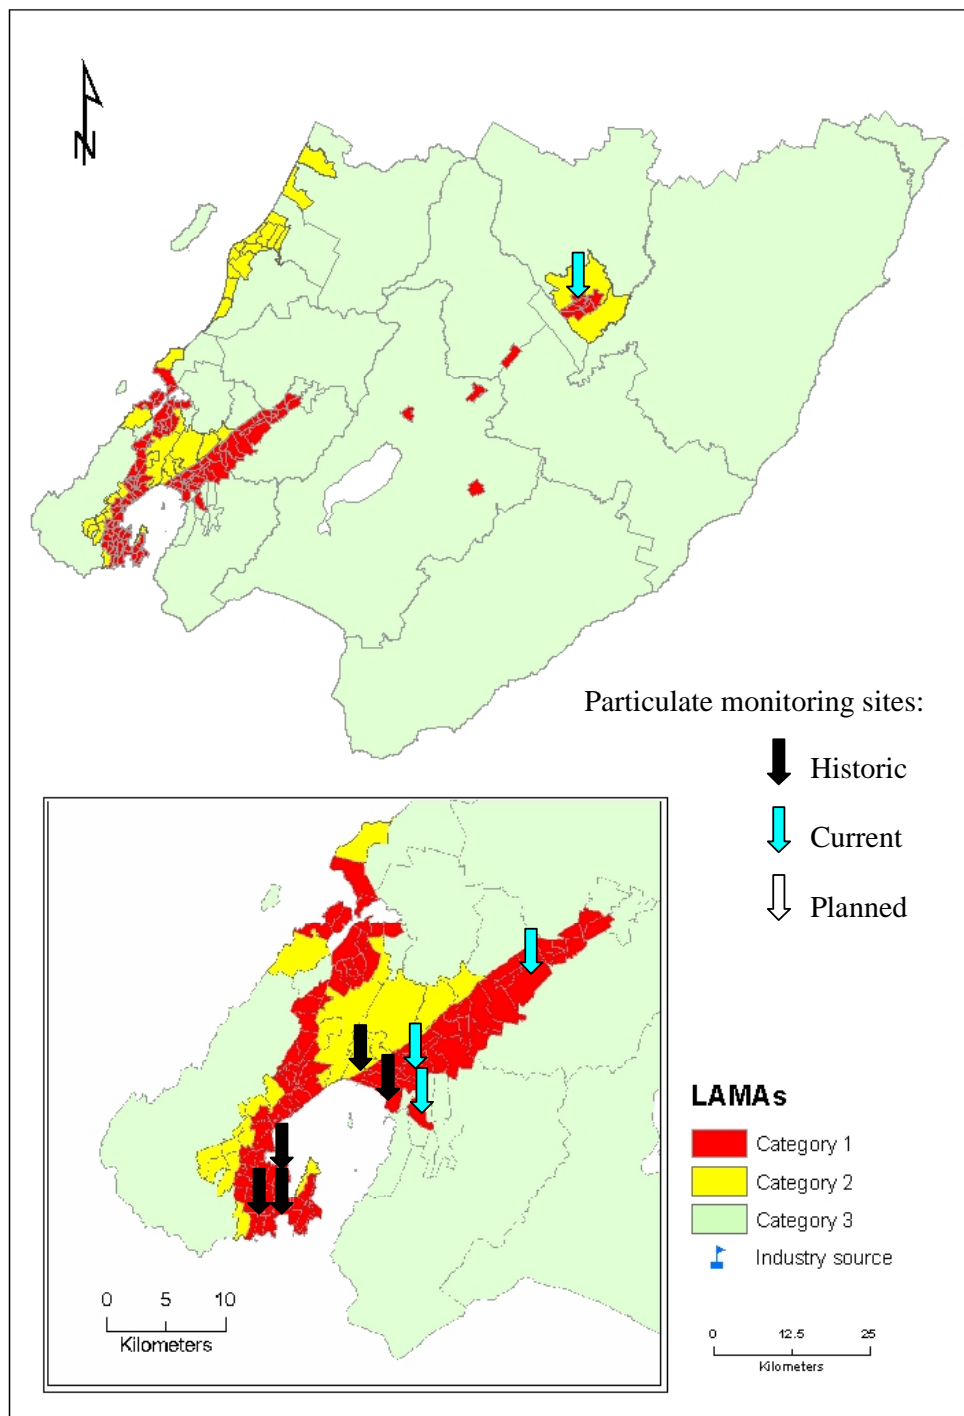 N
Particulate monitoring sites:
Historic
Current
Planned
LAMAs
Category 1
Category 2
Category 3
Industry source
0 5 10
Kilometers
0 12.5 25
Kilometers